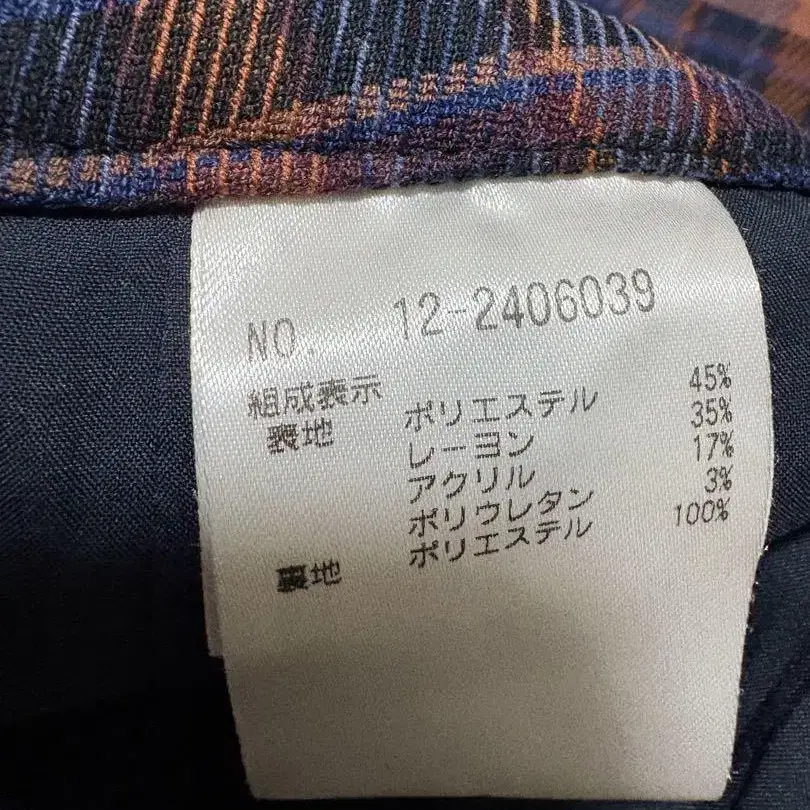 NO. 12-2406039
組成表示
表地 ポリエステル 45%
レーヨン 35%
アクリル 17%
ポリウレタン 3%
裏地 ポリエステル 100%